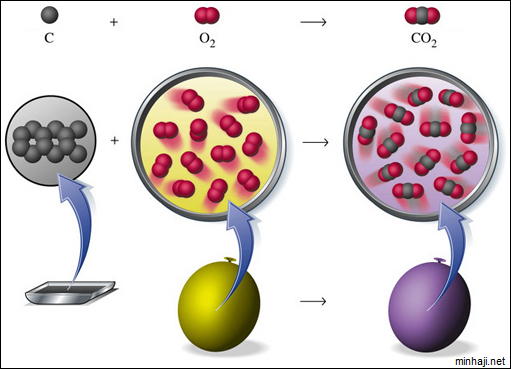 C + O₂ → CO₂
+ →
→
minhaji.net